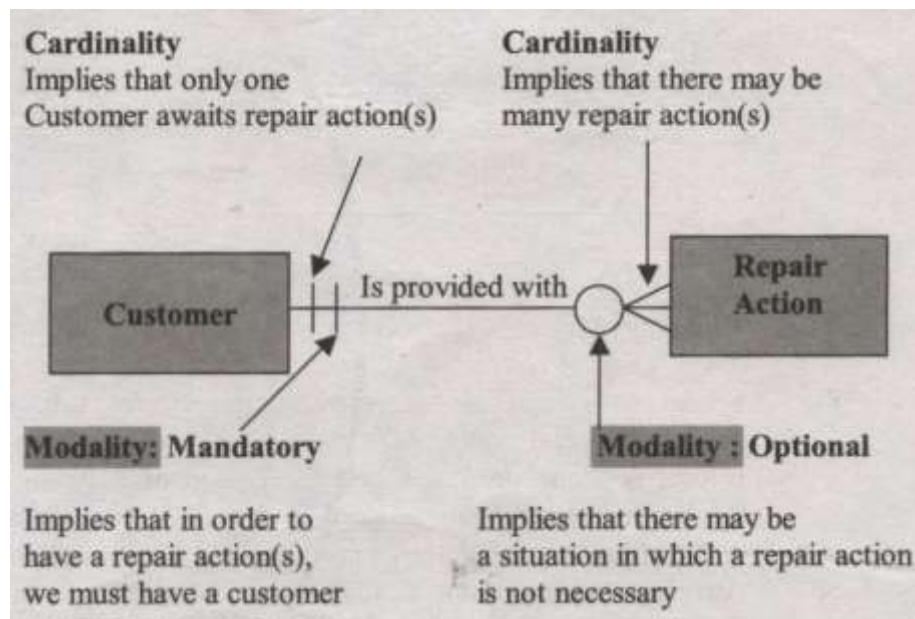 Cardinality
Implies that only one
Customer awaits repair action(s)
Cardinality
Implies that there may be
many repair action(s)
Customer
Is provided with
Repair
Action
Modality: Mandatory
Implies that in order to
have a repair action(s),
we must have a customer
Modality : Optional
Implies that there may be
a situation in which a repair action
is not necessary